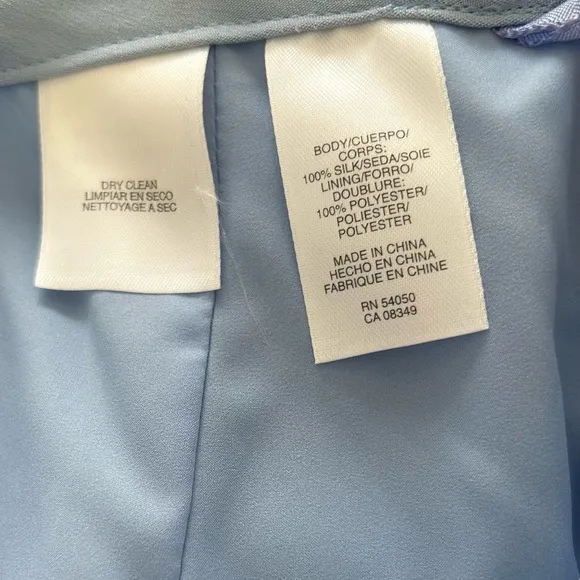 DRY CLEAN
LIMPIAR EN SECO
NETTOYAGE A SEC
BODY/CUERPO/
CORPS:
100% SILK/SEDA/SOIE
LINING/FORRO/
DOUBLURE:
100% POLYESTER/
POLIESTER/
POLYESTER
MADE IN CHINA
HECHO EN CHINA
FABRIQUE EN CHINE
RN 54050
CA 08349